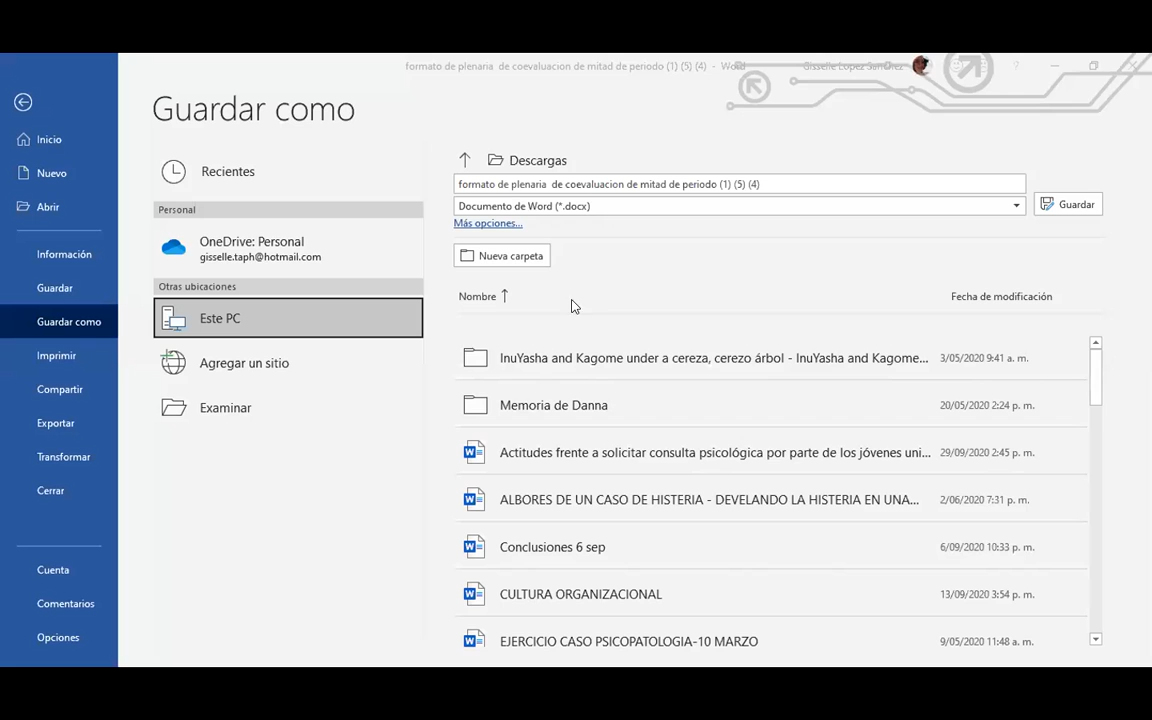 formato de plenaria  de coevaluacion de mitad de periodo (1) (5) (4)  -  Word
Gisselle Lopez Sanchez
Guardar como
Inicio
Nuevo
Abrir
Información
Guardar
Guardar como
Imprimir
Compartir
Exportar
Transformar
Cerrar
Cuenta
Comentarios
Opciones
Recientes
Personal
OneDrive: Personal
gisselle.taph@hotmail.com
Otras ubicaciones
Este PC
Agregar un sitio
Examinar
Descargas
formato de plenaria  de coevaluacion de mitad de periodo (1) (5) (4)
Documento de Word (*.docx)
Guardar
Más opciones...
Nueva carpeta
Nombre ↑ Fecha de modificación
InuYasha and Kagome under a cereza, cerezo árbol - InuYasha and Kagome... 3/05/2020 9:41 a. m.
Memoria de Danna 20/05/2020 2:24 p. m.
Actitudes frente a solicitar consulta psicológica por parte de los jóvenes uni... 29/09/2020 2:45 p. m.
ALBORES DE UN CASO DE HISTERIA - DEVELANDO LA HISTERIA EN UNA... 2/06/2020 7:31 p. m.
Conclusiones 6 sep 6/09/2020 10:33 p. m.
CULTURA ORGANIZACIONAL 13/09/2020 3:54 p. m.
EJERCICIO CASO PSICOPATOLOGIA-10 MARZO 9/05/2020 11:48 a. m.